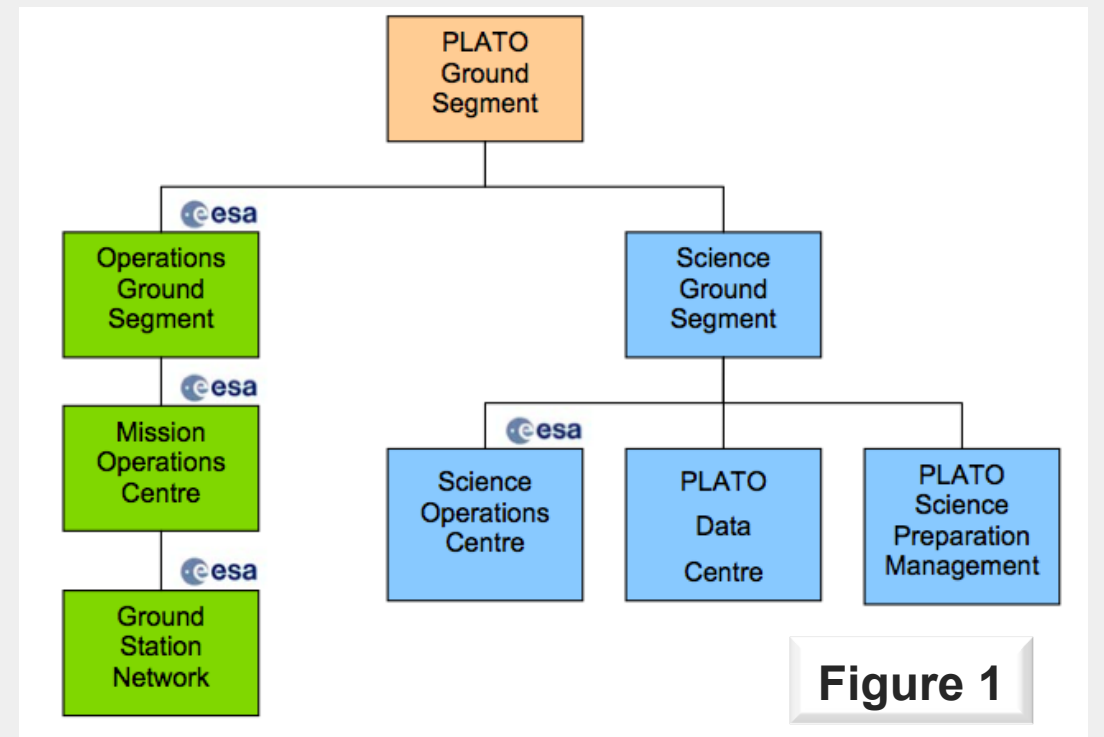 PLATO
Ground
Segment
esa
Operations
Ground
Segment
Science
Ground
Segment
esa
Mission
Operations
Centre
esa
Science
Operations
Centre
PLATO
Data
Centre
PLATO
Science
Preparation
Management
esa
Ground
Station
Network
Figure 1